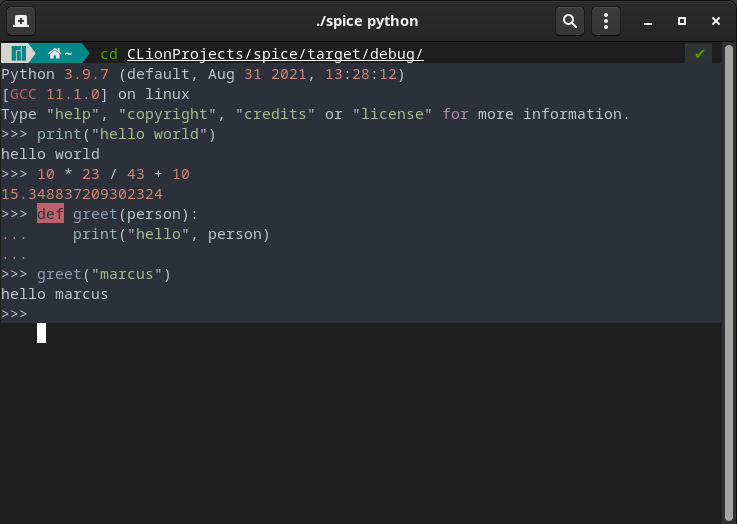 ./spice python
~ cd CLionProjects/spice/target/debug/
Python 3.9.7 (default, Aug 31 2021, 13:28:12)
[GCC 11.1.0] on linux
Type "help", "copyright", "credits" or "license" for more information.
>>> print("hello world")
hello world
>>> 10 * 23 / 43 + 10
15.348837209302324
>>> def greet(person):
...     print("hello", person)
...
>>> greet("marcus")
hello marcus
>>>